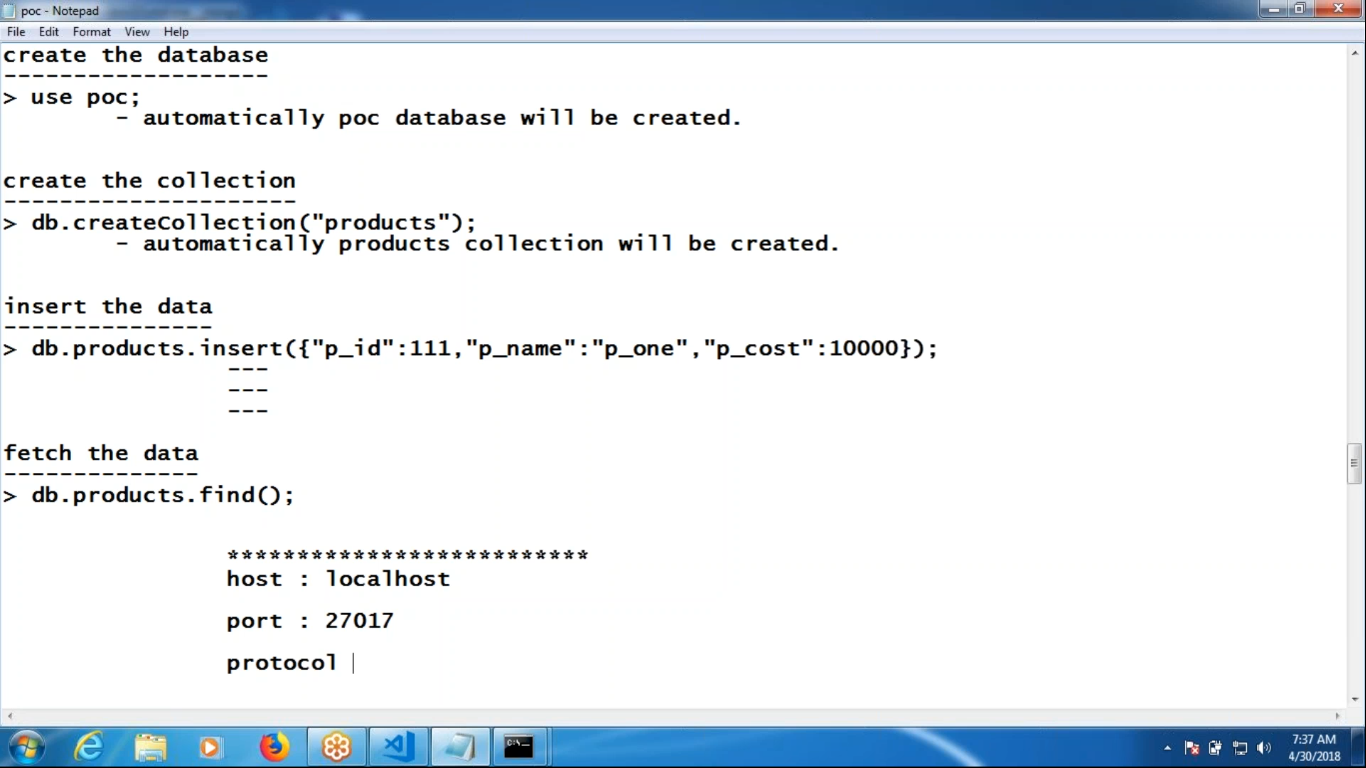 poc - Notepad
File Edit Format View Help
create the database
-------------------
> use poc;
- automatically poc database will be created.
create the collection
---------------------
> db.createCollection("products");
- automatically products collection will be created.
insert the data
---------------
> db.products.insert({"p_id":111,"p_name":"p_one","p_cost":10000});
---
---
---
fetch the data
--------------
> db.products.find();
**************************
host : localhost
port : 27017
protocol
7:37 AM
4/30/2018